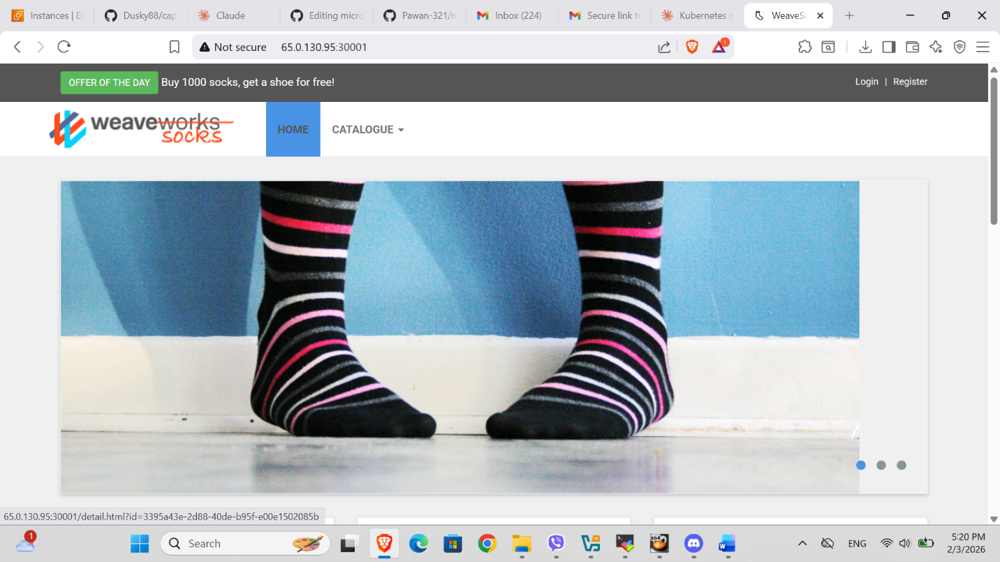 Instances | EC
Dusky88/cap
Claude
Editing micro
Pawan-321/n
Inbox (224) -
Secure link to
Kubernetes n
WeaveSo
Not secure 65.0.130.95:30001
1
OFFER OF THE DAY Buy 1000 socks, get a shoe for free!
Login | Register
weaveworks
socks
HOME
CATALOGUE
65.0.130.95:30001/detail.html?id=3395a43e-2d88-40de-b95f-e00e1502085b
1
Search
x64
W
ENG
5:20 PM
2/3/2026